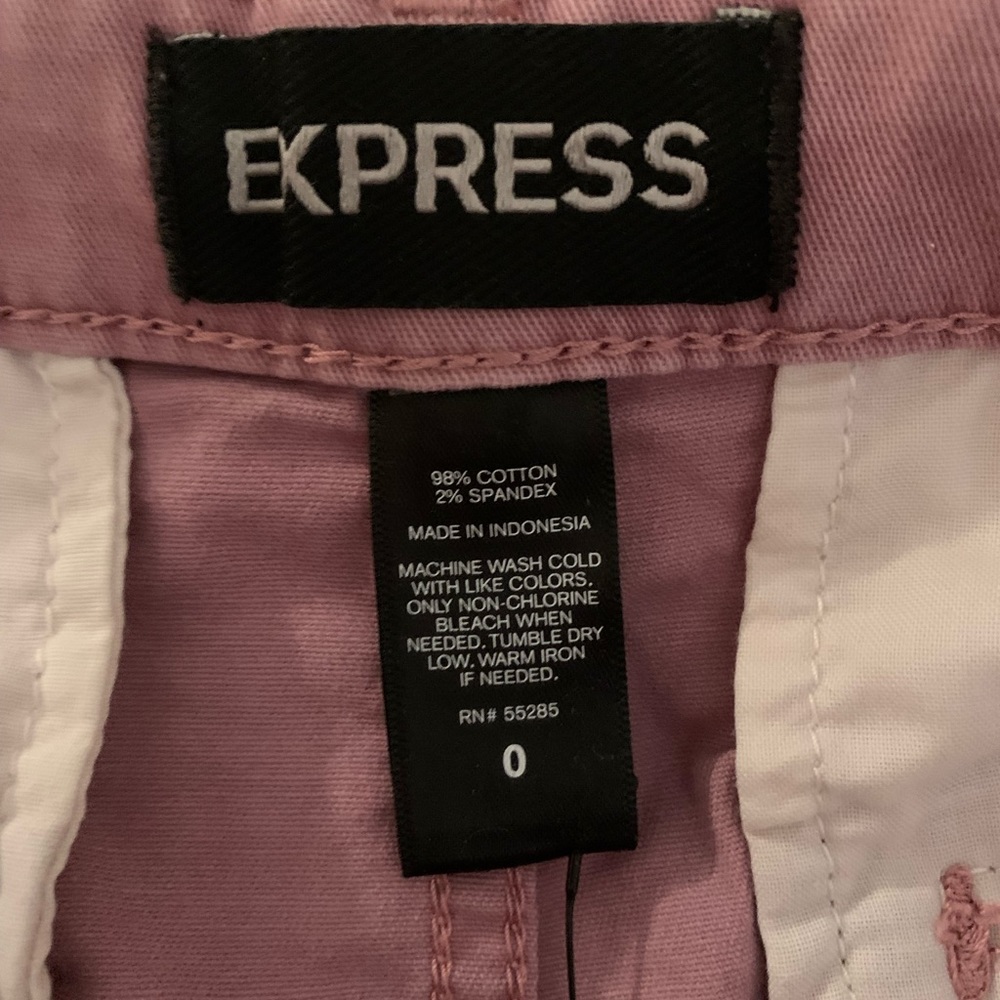 EXPRESS
98% COTTON
2% SPANDEX
MADE IN INDONESIA
MACHINE WASH COLD
WITH LIKE COLORS.
ONLY NON-CHLORINE
BLEACH WHEN
NEEDED. TUMBLE DRY
LOW. WARM IRON
IF NEEDED.
RN# 55285
0